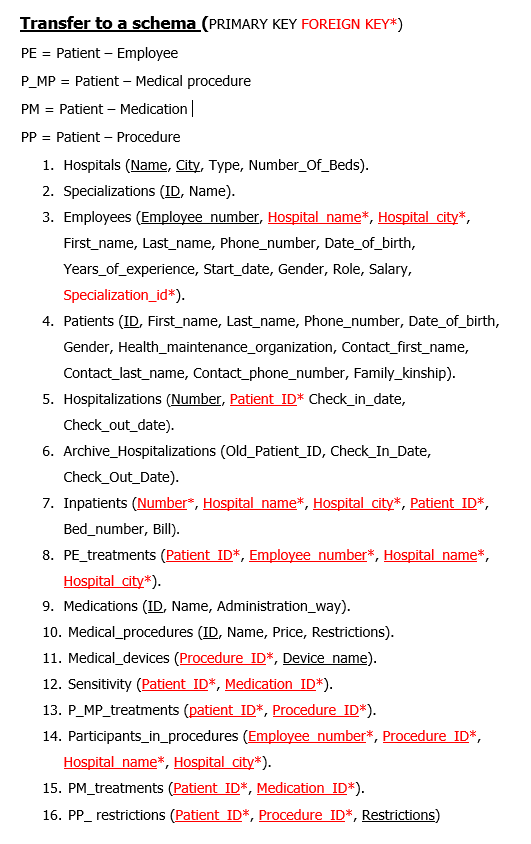 Transfer to a schema (PRIMARY KEY FOREIGN KEY*)
PE = Patient – Employee
P_MP = Patient – Medical procedure
PM = Patient – Medication
PP = Patient – Procedure
1. Hospitals (Name, City, Type, Number_Of_Beds).
2. Specializations (ID, Name).
3. Employees (Employee_number, Hospital_name*, Hospital_city*,
First_name, Last_name, Phone_number, Date_of_birth,
Years_of_experience, Start_date, Gender, Role, Salary,
Specialization_id*).
4. Patients (ID, First_name, Last_name, Phone_number, Date_of_birth,
Gender, Health_maintenance_organization, Contact_first_name,
Contact_last_name, Contact_phone_number, Family_kinship).
5. Hospitalizations (Number, Patient_ID* Check_in_date,
Check_out_date).
6. Archive_Hospitalizations (Old_Patient_ID, Check_In_Date,
Check_Out_Date).
7. Inpatients (Number*, Hospital_name*, Hospital_city*, Patient_ID*,
Bed_number, Bill).
8. PE_treatments (Patient_ID*, Employee_number*, Hospital_name*,
Hospital_city*).
9. Medications (ID, Name, Administration_way).
10. Medical_procedures (ID, Name, Price, Restrictions).
11. Medical_devices (Procedure_ID*, Device_name).
12. Sensitivity (Patient_ID*, Medication_ID*).
13. P_MP_treatments (patient_ID*, Procedure_ID*).
14. Participants_in_procedures (Employee_number*, Procedure_ID*,
Hospital_name*, Hospital_city*).
15. PM_treatments (Patient_ID*, Medication_ID*).
16. PP_ restrictions (Patient_ID*, Procedure_ID*, Restrictions)